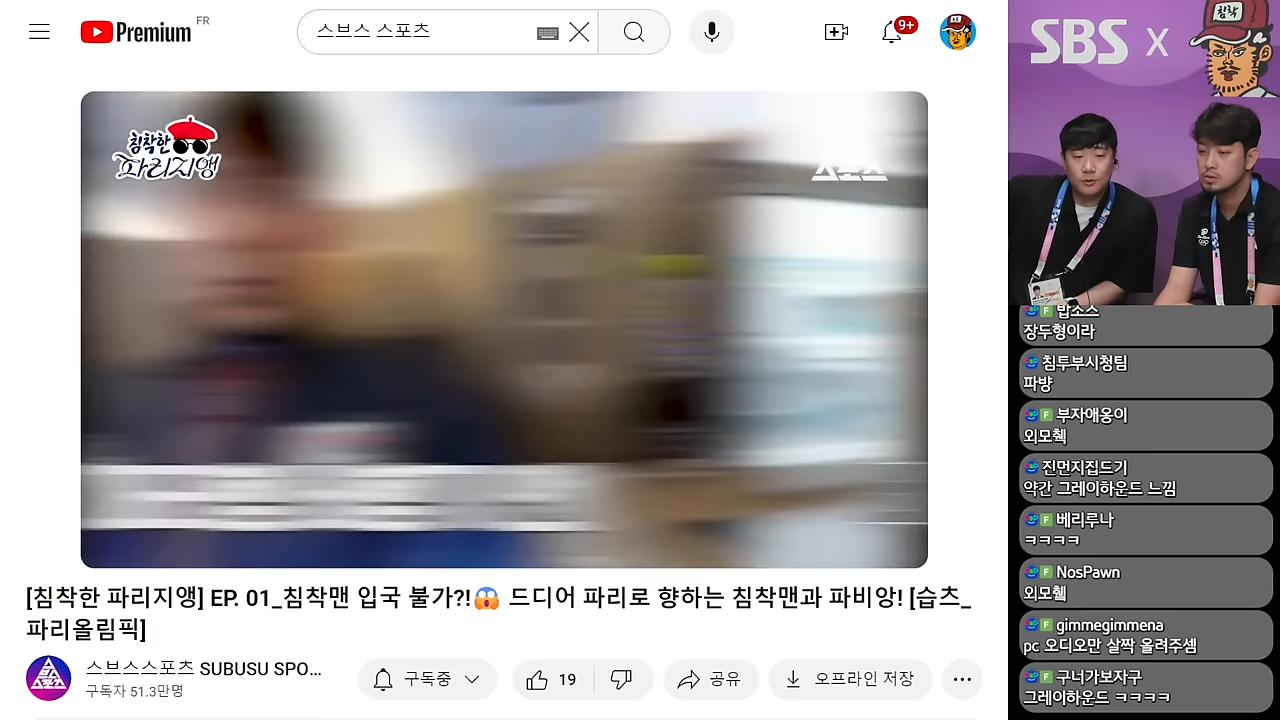 Premium
FR
스브스 스포츠
9+
SBS X
침착
침착한
파리지앵
스포츠
[침착한 파리지앵] EP. 01_침착맨 입국 불가?!😱 드디어 파리로 향하는 침착맨과 파비앙! [습츠_
파리올림픽]
스브스스포츠 SUBUSU SPO...
구독자 51.3만명
구독중
19
공유
오프라인 저장
밥소스
장두형이라
침투부시청팀
파뱡
부자애옹이
외모췍
진먼지집드기
약간 그레이하운드 느낌
베리루나
ㅋㅋㅋㅋ
NosPawn
외모췔
gimmegimmena
pc 오디오만 살짝 올려주셈
구너가보자구
그레이하운드 ㅋㅋㅋㅋ